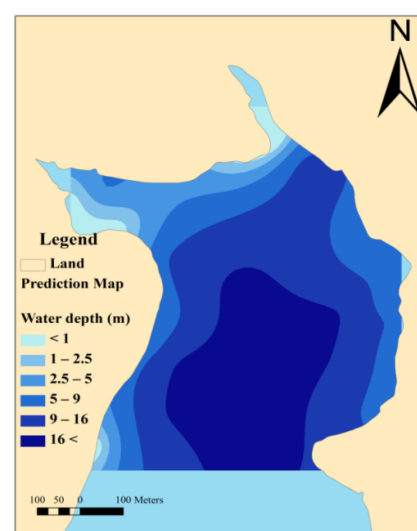 N
Legend
Land
Prediction Map
Water depth (m)
< 1
1 – 2.5
2.5 – 5
5 – 9
9 – 16
16 <
100 50 0 100 Meters